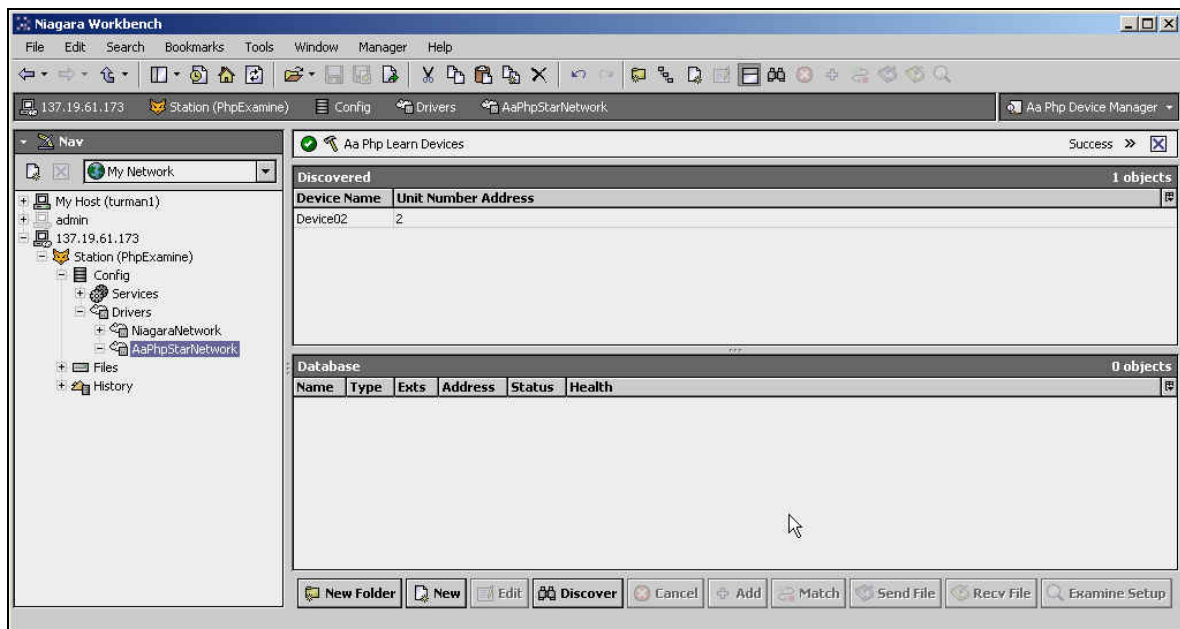 Niagara Workbench
File Edit Search Bookmarks Tools Window Manager Help
137.19.61.173 Station (PhpExamine) Config Drivers AaPhpStarNetwork Aa Php Device Manager
Nav
My Network
My Host (turman1)
admin
137.19.61.173
Station (PhpExamine)
Config
Services
Drivers
NiagaraNetwork
AaPhpStarNetwork
Files
History
Aa Php Learn Devices Success »
Discovered 1 objects
Device Name Unit Number Address
Device02 2
Database 0 objects
Name Type Exts Address Status Health
New Folder New Edit Discover Cancel Add Match Send File Recv File Examine Setup